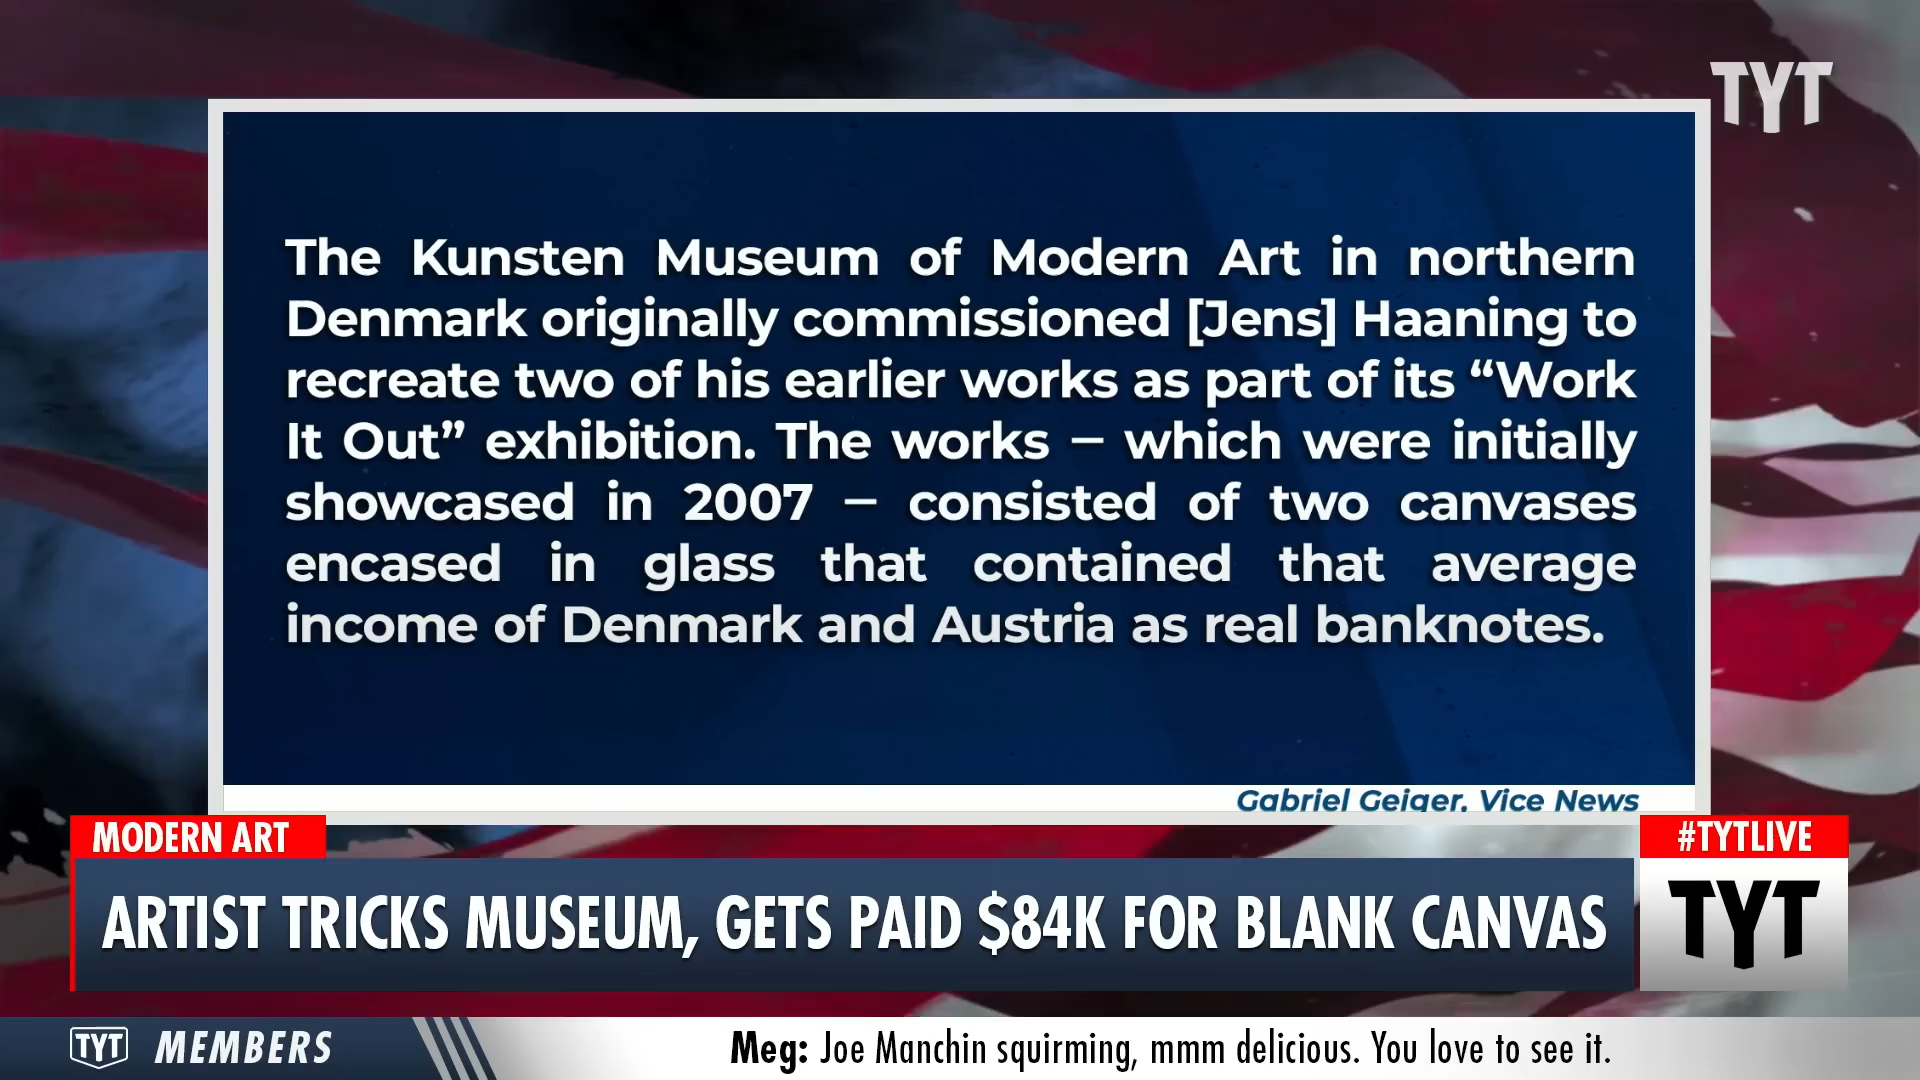 TYT
The Kunsten Museum of Modern Art in northern
Denmark originally commissioned [Jens] Haaning to
recreate two of his earlier works as part of its “Work
It Out” exhibition. The works – which were initially
showcased in 2007 – consisted of two canvases
encased in glass that contained that average
income of Denmark and Austria as real banknotes.
Gabriel Geiger, Vice News
MODERN ART
#TYTLIVE
ARTIST TRICKS MUSEUM, GETS PAID $84K FOR BLANK CANVAS
TYT
TYT MEMBERS
Meg: Joe Manchin squirming, mmm delicious. You love to see it.